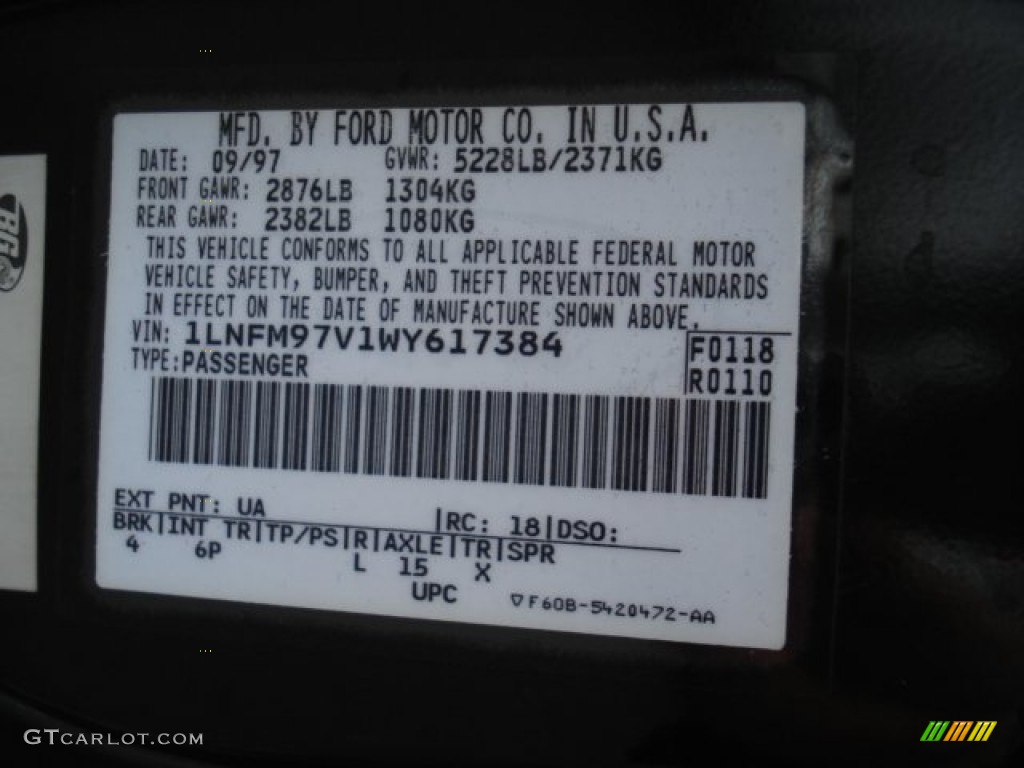 MFD. BY FORD MOTOR CO. IN U.S.A.
DATE: 09/97 GVWR: 5228LB/2371KG
FRONT GAWR: 2876LB 1304KG
REAR GAWR: 2382LB 1080KG
THIS VEHICLE CONFORMS TO ALL APPLICABLE FEDERAL MOTOR
VEHICLE SAFETY, BUMPER, AND THEFT PREVENTION STANDARDS
IN EFFECT ON THE DATE OF MANUFACTURE SHOWN ABOVE.
VIN: 1LNFM97V1WY617384
F0118
TYPE: PASSENGER
R0110
EXT PNT: UA |RC: 18|DSO:
BRK|INT TR|TP/PS|R|AXLE|TR|SPR
4 6P L 15 X
UPC
▽F60B-5420472-AA
BG
GTCARLOT.COM